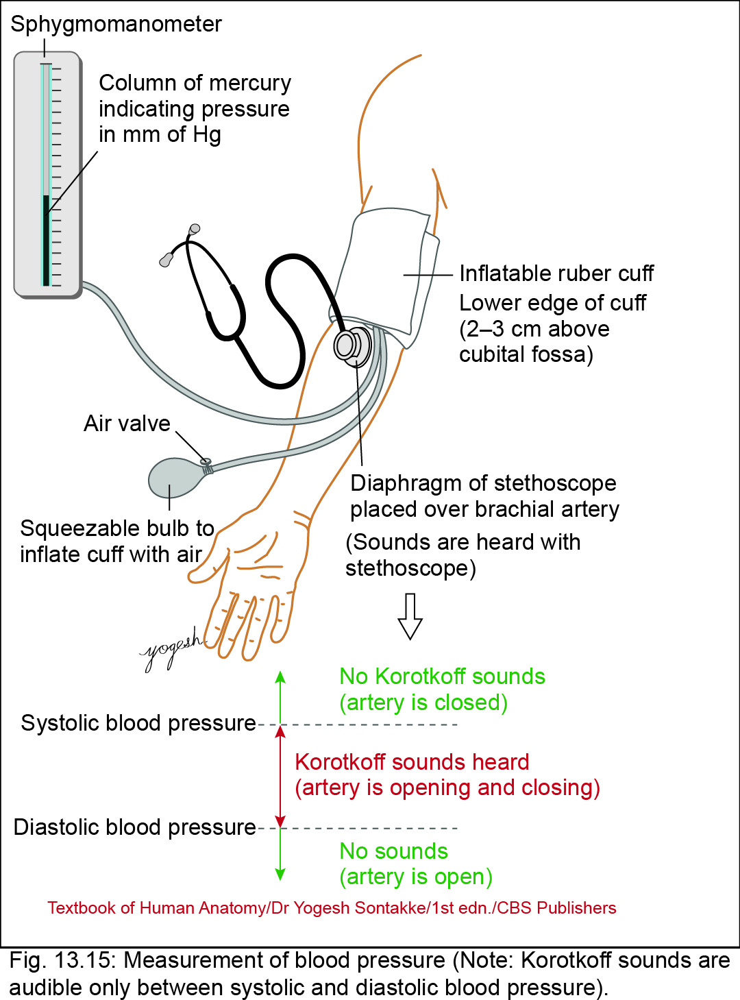 Sphygmomanometer
Column of mercury
indicating pressure
in mm of Hg
Inflatable ruber cuff
Lower edge of cuff
(2–3 cm above
cubital fossa)
Air valve
Diaphragm of stethoscope
placed over brachial artery
(Sounds are heard with
stethoscope)
Squeezable bulb to
inflate cuff with air
yogesh
No Korotkoff sounds
(artery is closed)
Systolic blood pressure
Korotkoff sounds heard
(artery is opening and closing)
Diastolic blood pressure
No sounds
(artery is open)
Textbook of Human Anatomy/Dr Yogesh Sontakke/1st edn./CBS Publishers
Fig. 13.15: Measurement of blood pressure (Note: Korotkoff sounds are
audible only between systolic and diastolic blood pressure).